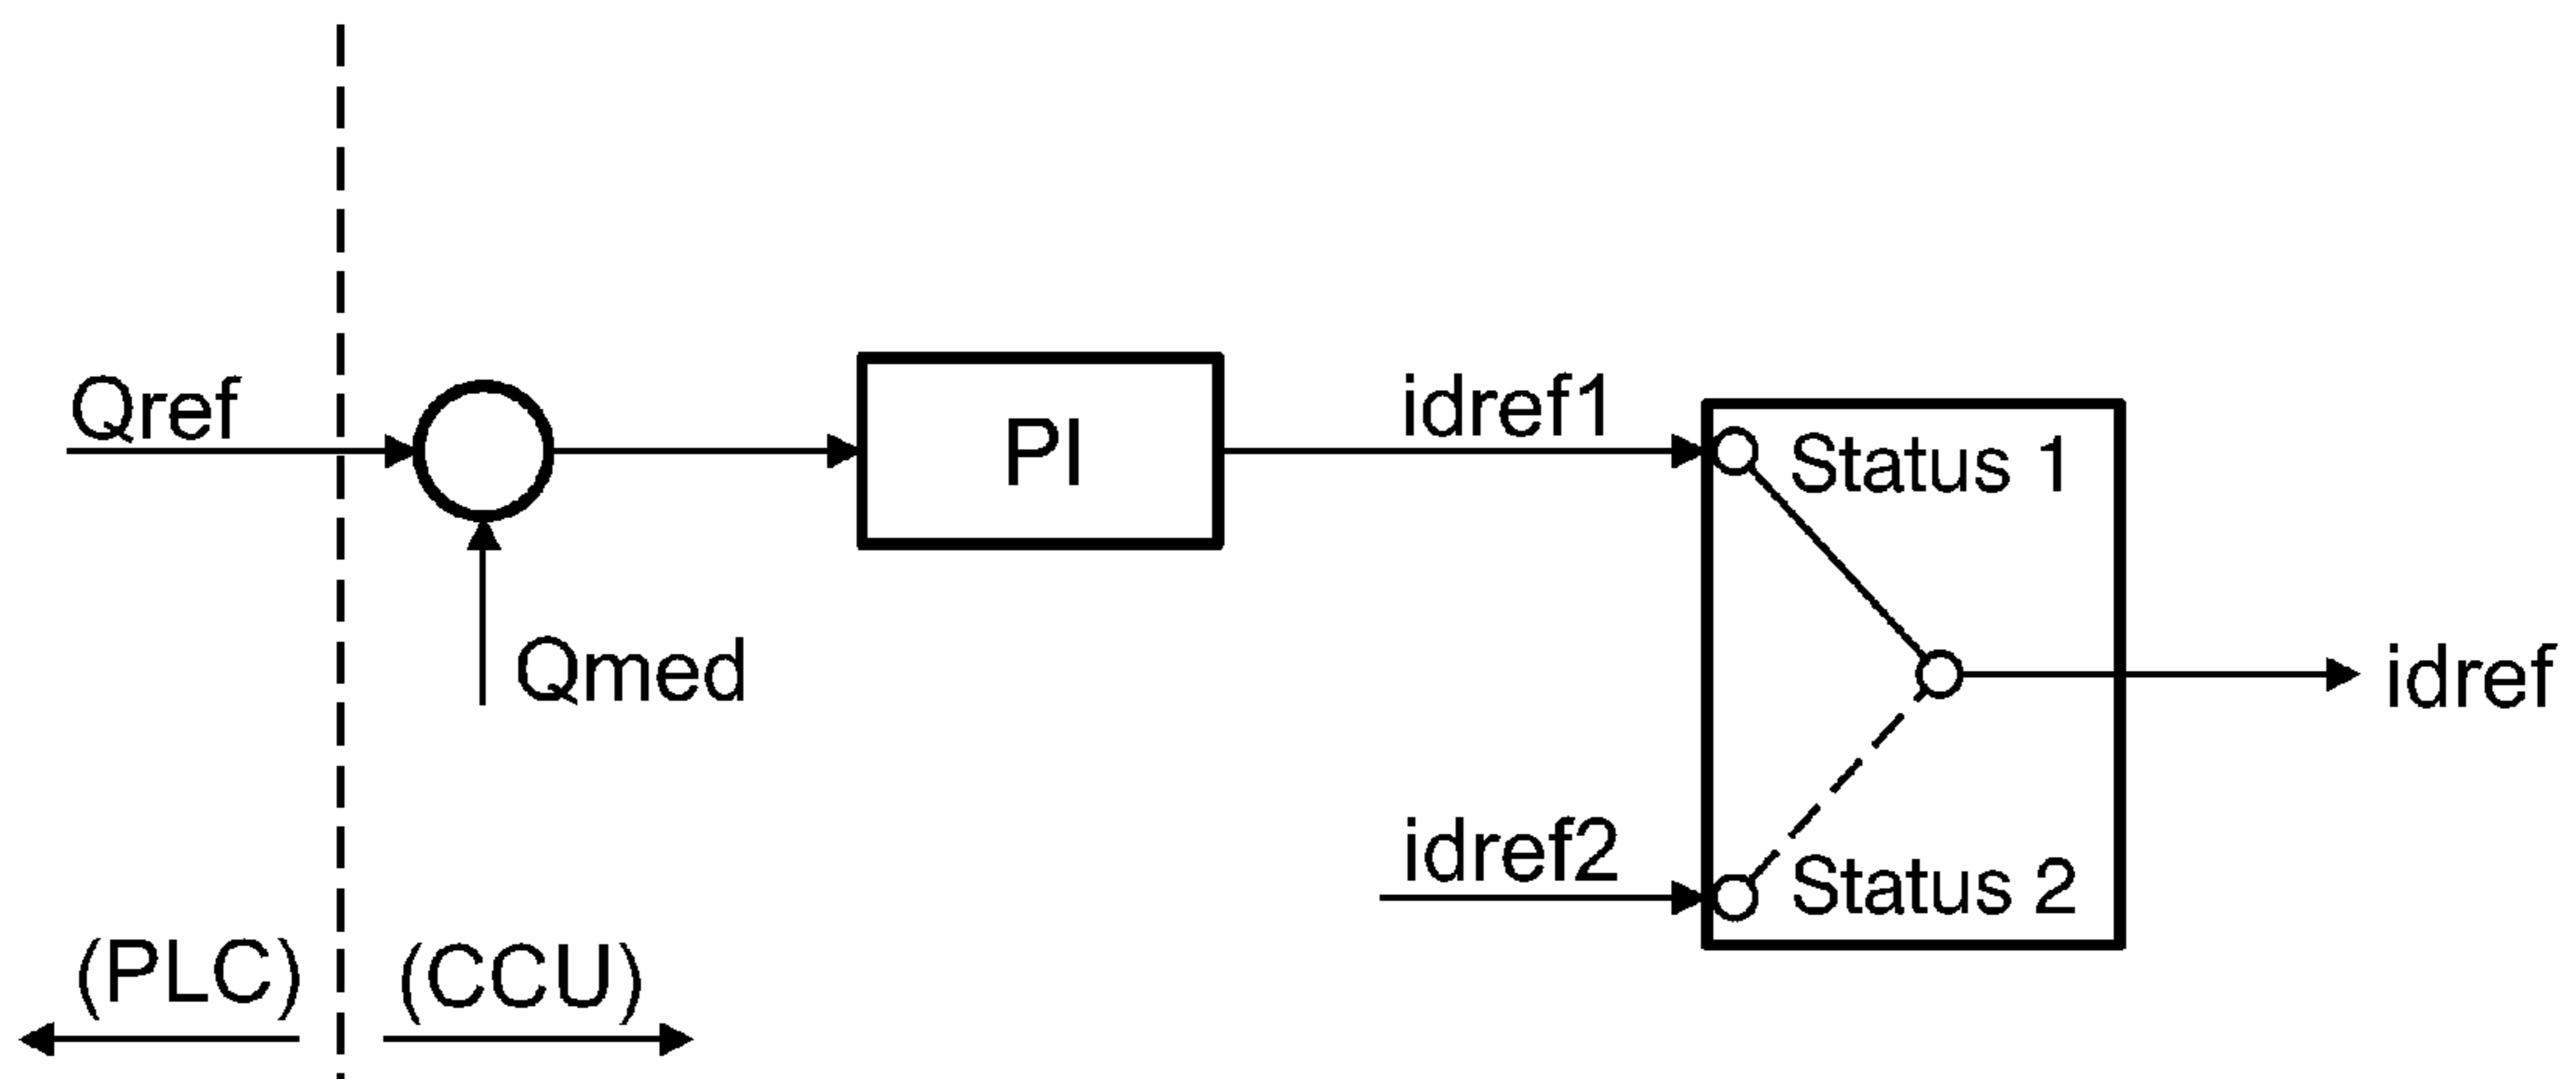 Qref
PI
idref1
Status 1
Qmed
idref
idref2
Status 2
(PLC)
(CCU)